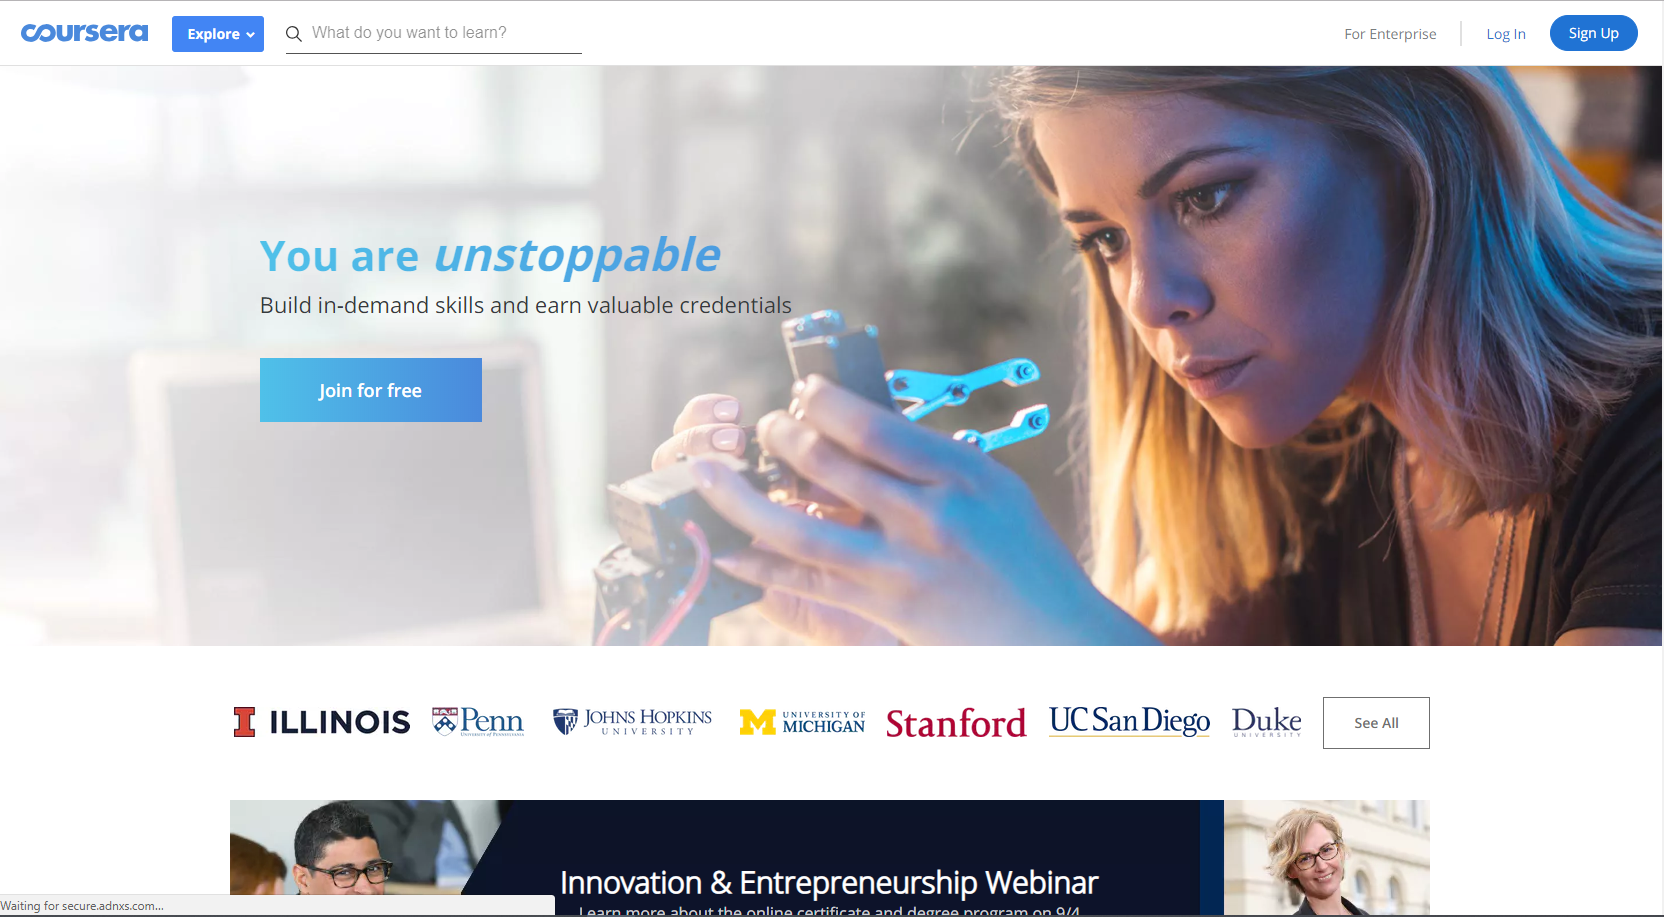 coursera
Explore
What do you want to learn?
For Enterprise
Log In
Sign Up
You are unstoppable
Build in-demand skills and earn valuable credentials
Join for free
I ILLINOIS
Penn
University of Pennsylvania
JOHNS HOPKINS
UNIVERSITY
M UNIVERSITY OF
MICHIGAN
Stanford
UC San Diego
Duke
UNIVERSITY
See All
Innovation & Entrepreneurship Webinar
Learn more about the online certificate and degree program on 9/4
Waiting for secure.adnxs.com...